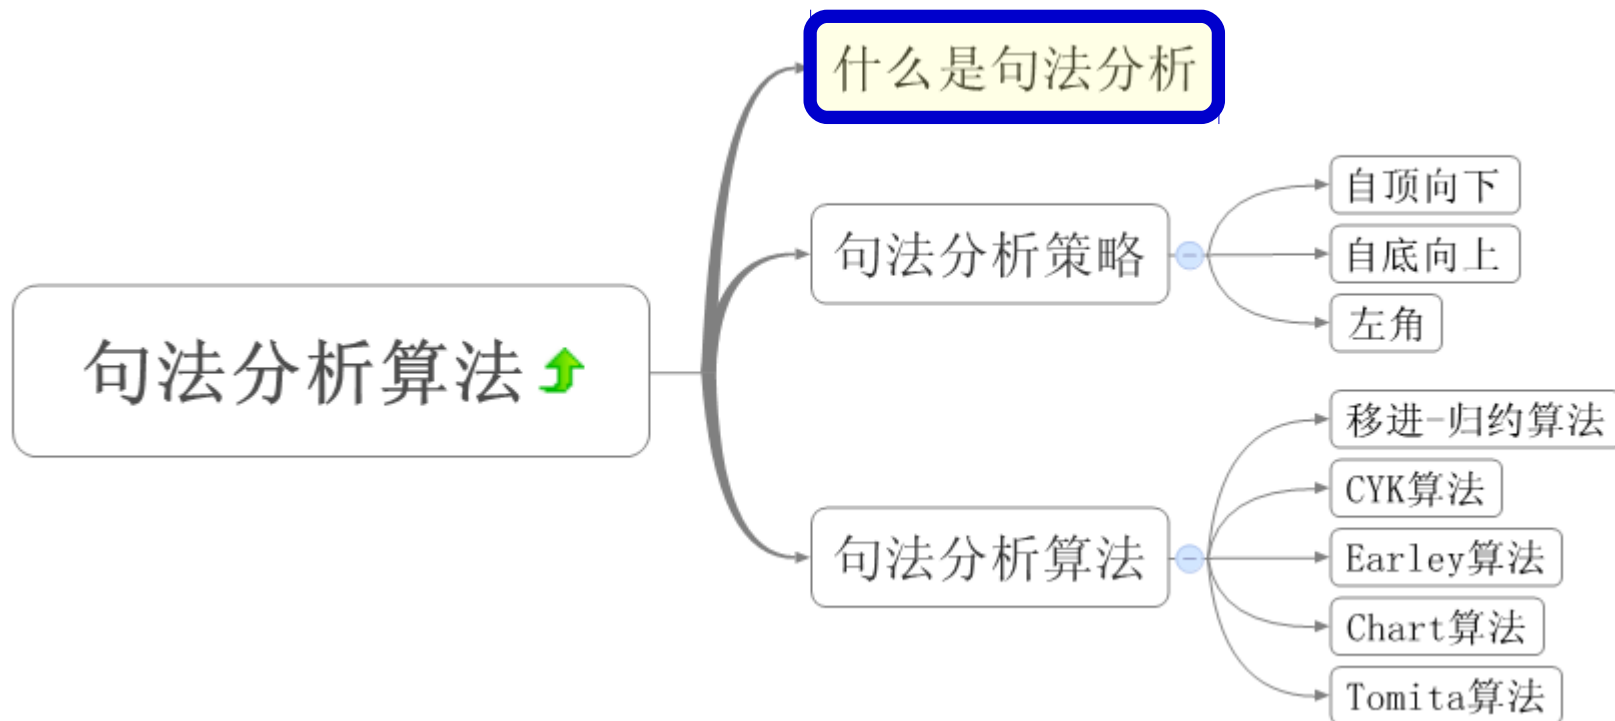 什么是句法分析
自顶向下
句法分析策略
自底向上
左角
句法分析算法
移进-归约算法
CYK算法
句法分析算法
Earley算法
Chart算法
Tomita算法